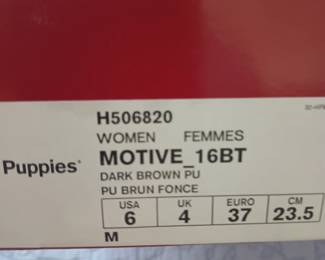 H506820
WOMEN FEMMES
Puppies
MOTIVE_16BT
DARK BROWN PU
PU BRUN FONCE
USA UK EURO CM
6 4 37 23.5
M